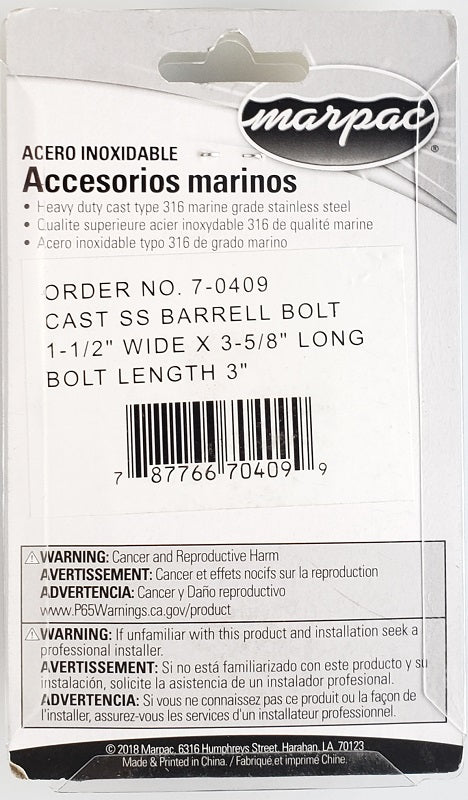 marpac®
ACERO INOXIDABLE
Accesorios marinos
• Heavy duty cast type 316 marine grade stainless steel
• Qualite superieure acier inoxydable 316 de qualité marine
• Acero inoxidable typo 316 de grado marino
ORDER NO. 7-0409
CAST SS BARRELL BOLT
1-1/2" WIDE X 3-5/8" LONG
BOLT LENGTH 3"
7 87766 70409 9
⚠WARNING: Cancer and Reproductive Harm
AVERTISSEMENT: Cancer et effets nocifs sur la reproduction
ADVERTENCIA: Cancer y Daño reproductivo
www.P65Warnings.ca.gov/product
⚠WARNING: If unfamiliar with this product and installation seek a
professional installer.
AVERTISSEMENT: Si no está familiarizado con este producto y su
instalación, solicite la asistencia de un instalador profesional.
ADVERTENCIA: Si vous ne connaissez pas ce produit ou la façon de
l'installer, assurez-vous les services d'un installateur professionnel.
© 2018 Marpac. 6316 Humphreys Street, Harahan, LA 70123
Made & Printed in China. / Fabriqué et imprimé Chine.